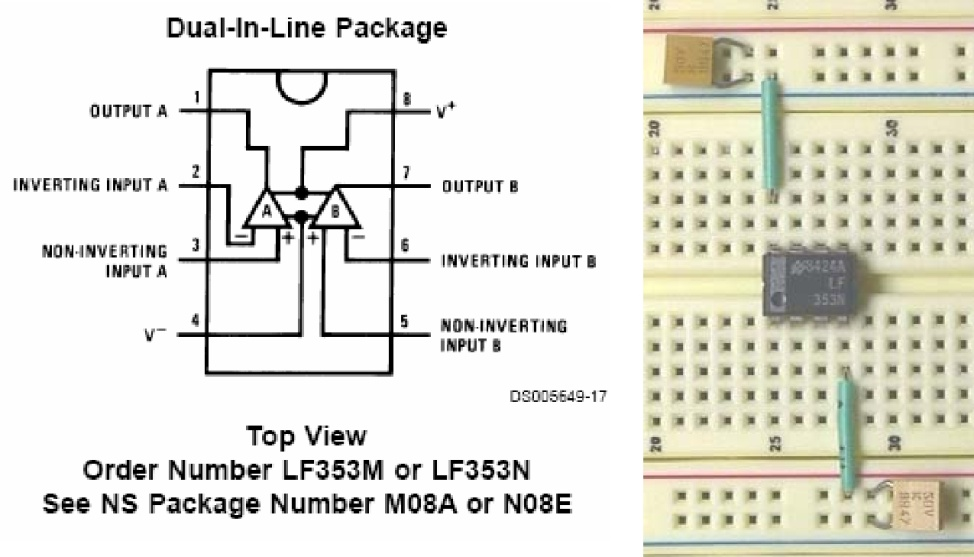 Dual-In-Line Package
1
OUTPUT A
8
V+
2
INVERTING INPUT A
7
OUTPUT B
A
B
−
+
+
−
3
NON-INVERTING
INPUT A
6
INVERTING INPUT B
4
V−
5
NON-INVERTING
INPUT B
DS005649-17
Top View
Order Number LF353M or LF353N
See NS Package Number M08A or N08E
20
30
8424A
LF
353N
20
25
30
50V